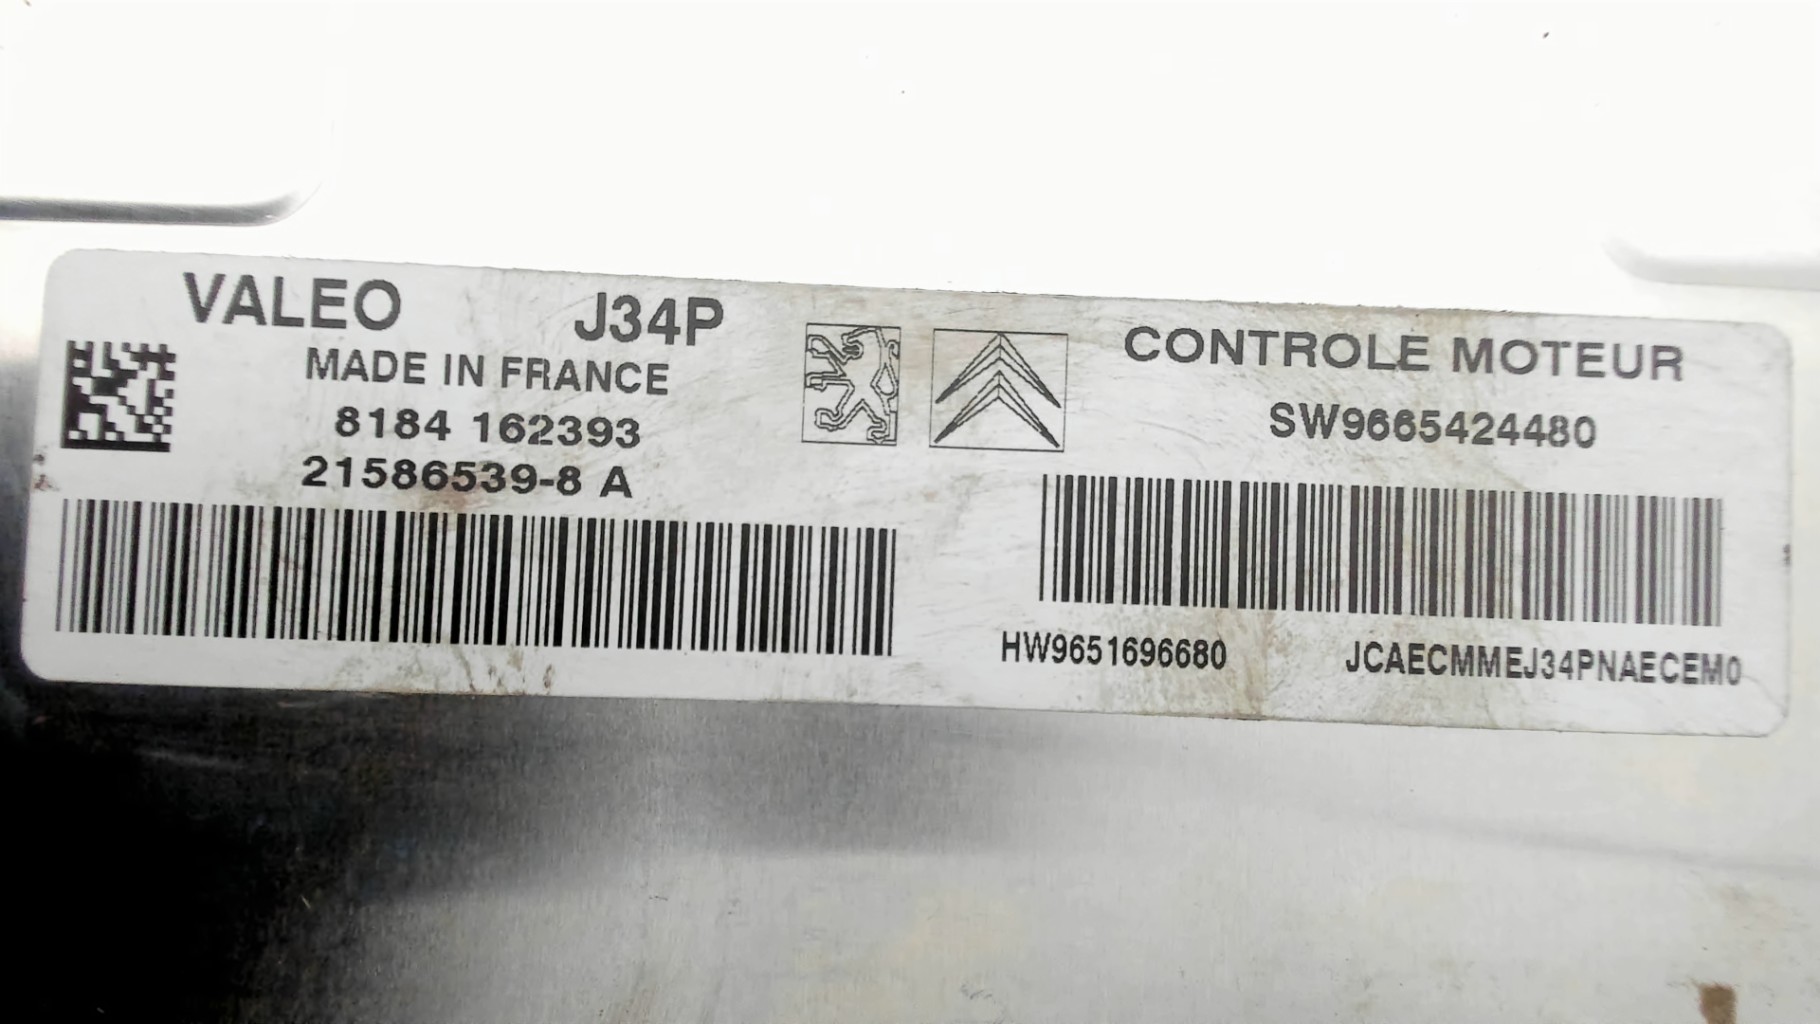 VALEO J34P
MADE IN FRANCE
8184 162393
21586539-8 A
CONTROLE MOTEUR
SW9665424480
HW9651696680 JCAECMMEJ34PNAECEM0